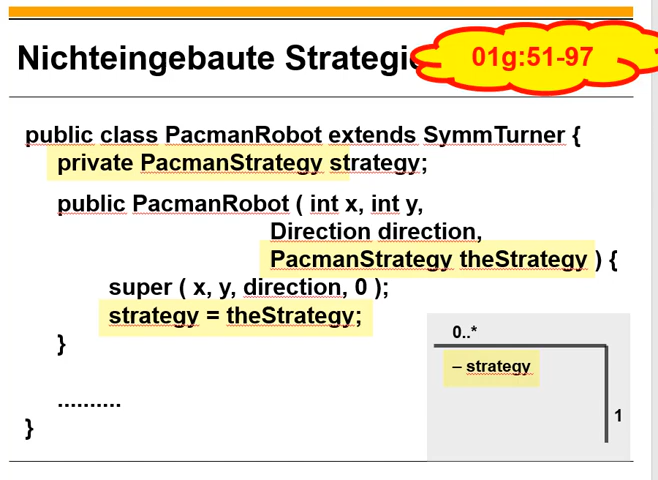 Nichteingebaute Strategie
01g:51-97
public class PacmanRobot extends SymmTurner {
private PacmanStrategy strategy;
public PacmanRobot ( int x, int y,
Direction direction,
PacmanStrategy theStrategy ) {
super ( x, y, direction, 0 );
strategy = theStrategy;
}
..........
}
0..*
– strategy
1